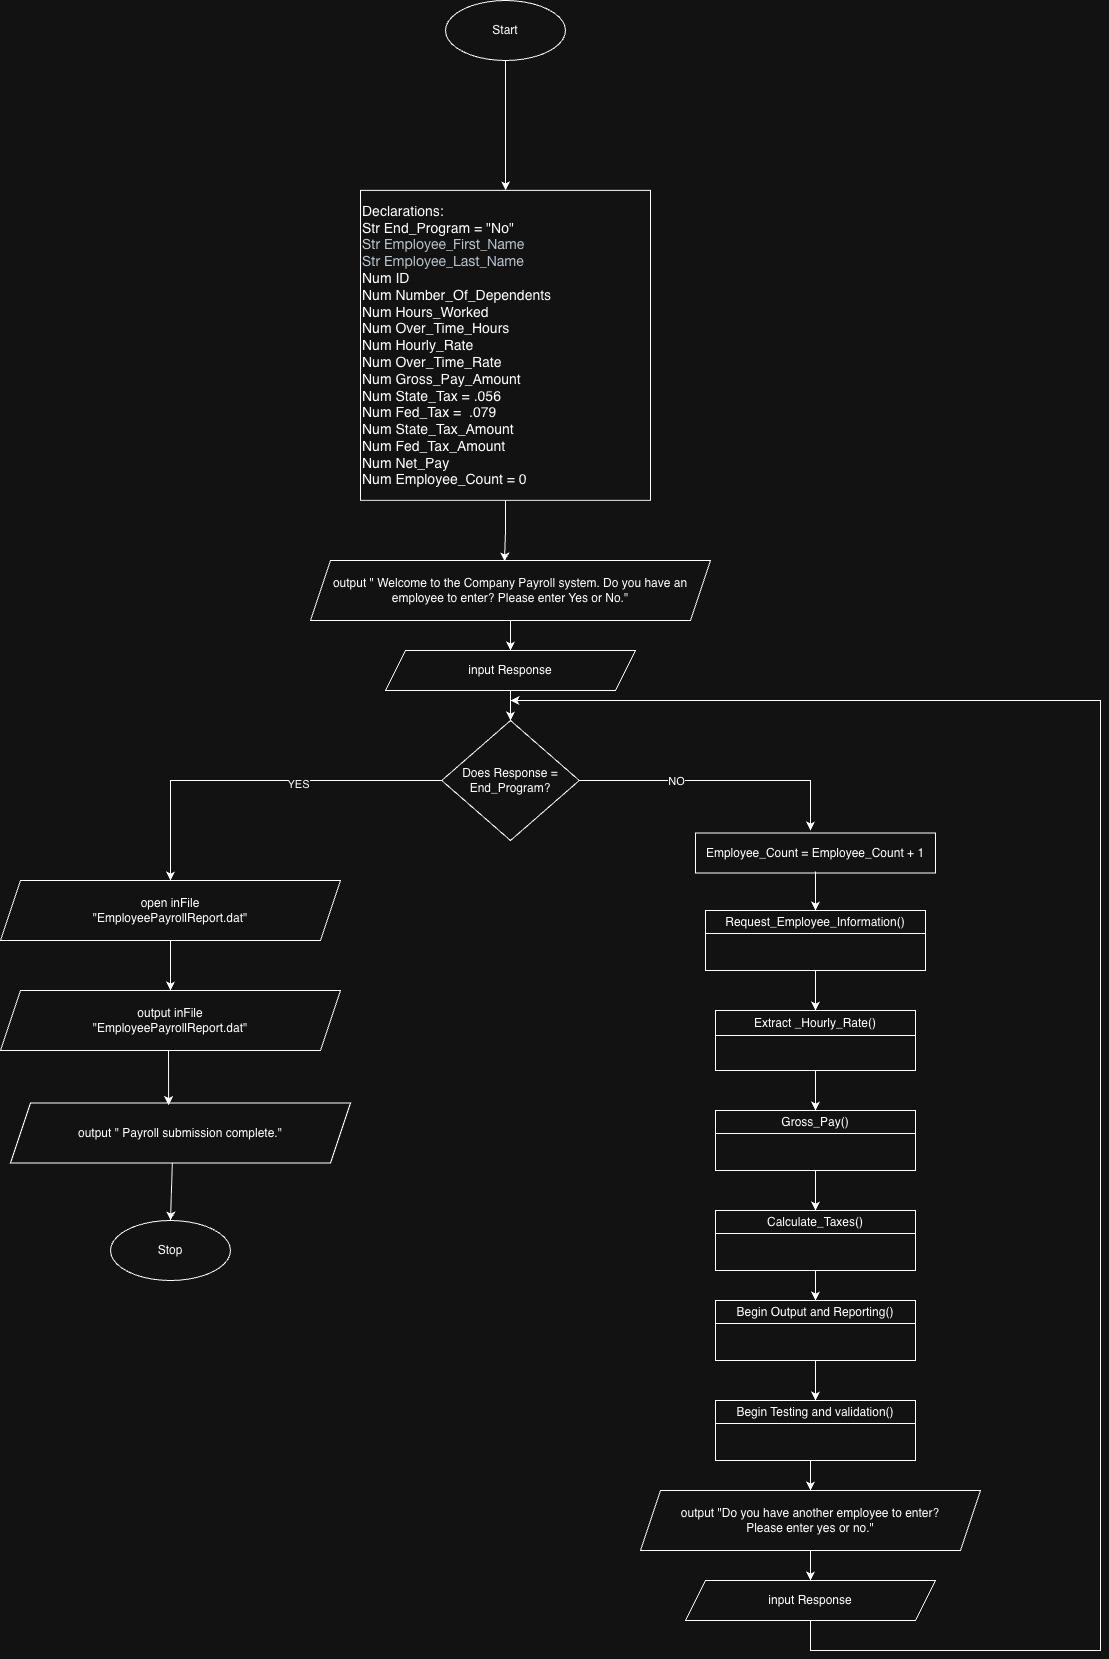 Start
Declarations:
Str End_Program = "No"
Str Employee_First_Name
Str Employee_Last_Name
Num ID
Num Number_Of_Dependents
Num Hours_Worked
Num Over_Time_Hours
Num Hourly_Rate
Num Over_Time_Rate
Num Gross_Pay_Amount
Num State_Tax = .056
Num Fed_Tax =  .079
Num State_Tax_Amount
Num Fed_Tax_Amount
Num Net_Pay
Num Employee_Count = 0
output " Welcome to the Company Payroll system. Do you have an
employee to enter? Please enter Yes or No."
input Response
Does Response =
End_Program?
YES
NO
open inFile
"EmployeePayrollReport.dat"
output inFile
"EmployeePayrollReport.dat"
output " Payroll submission complete."
Stop
Employee_Count = Employee_Count + 1
Request_Employee_Information()
Extract _Hourly_Rate()
Gross_Pay()
Calculate_Taxes()
Begin Output and Reporting()
Begin Testing and validation()
output "Do you have another employee to enter?
Please enter yes or no."
input Response